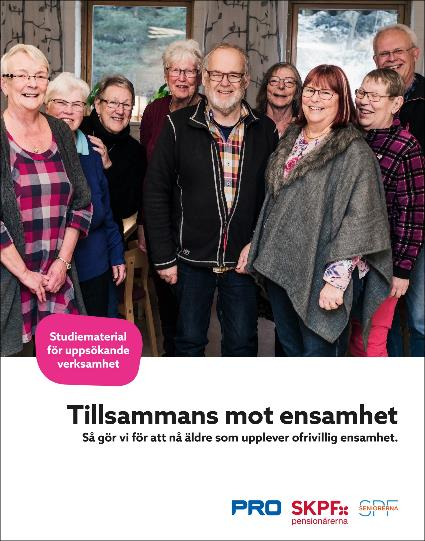 Studiematerial
för uppsökande
verksamhet
Tillsammans mot ensamhet
Så gör vi för att nå äldre som upplever ofrivillig ensamhet.
PRO
SKPF
pensionärerna
SPF
SENIORERNA